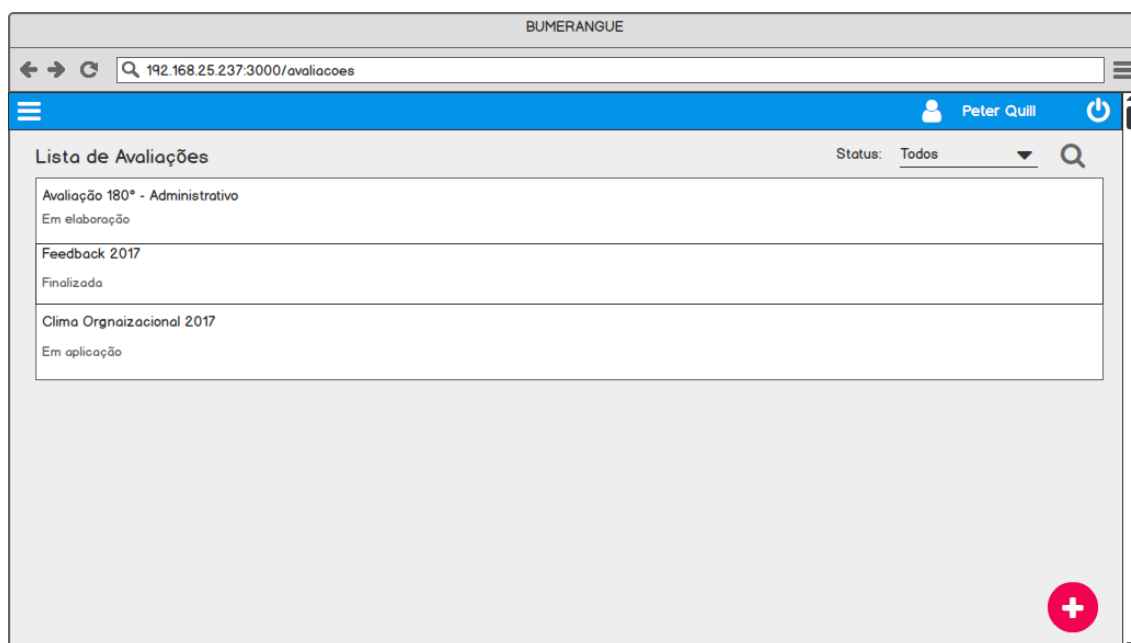 BUMERANGUE
192.168.25.237:3000/avaliacoes
Peter Quill
Lista de Avaliações
Status: Todos
Avaliação 180° - Administrativo
Em elaboração
Feedback 2017
Finalizada
Clima Orgnaizacional 2017
Em aplicação